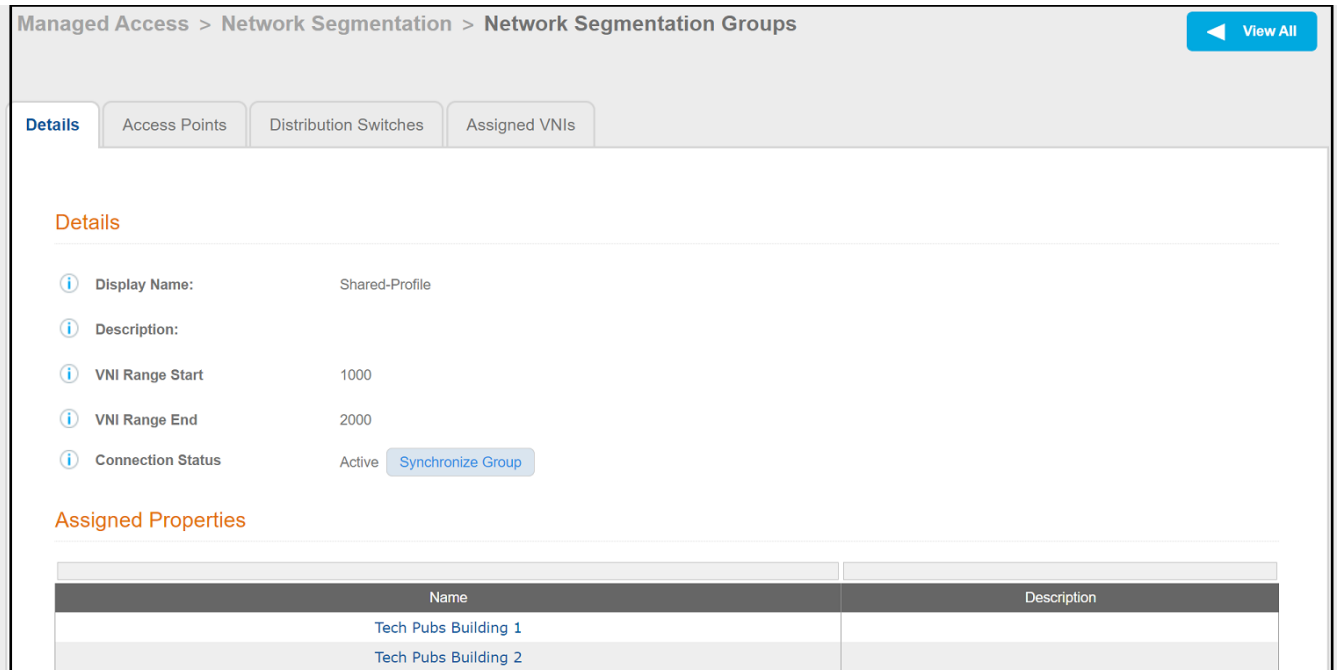 Managed Access > Network Segmentation > Network Segmentation Groups
View All
Details Access Points Distribution Switches Assigned VNIs
Details
Display Name: Shared-Profile
Description:
VNI Range Start 1000
VNI Range End 2000
Connection Status Active Synchronize Group
Assigned Properties
Name Description
Tech Pubs Building 1
Tech Pubs Building 2